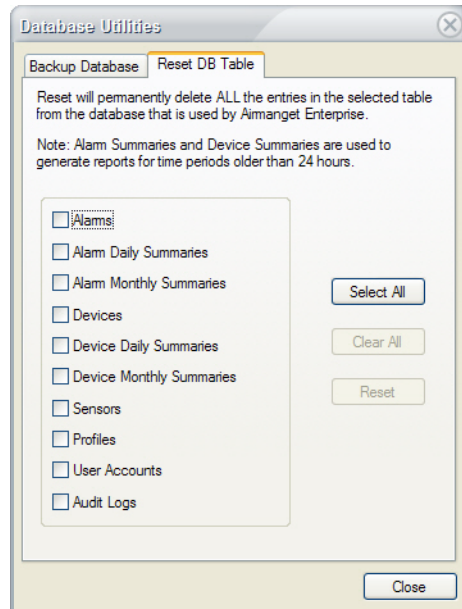 Database Utilities
Backup Database
Reset DB Table
Reset will permanently delete ALL the entries in the selected table
from the database that is used by Airmanget Enterprise.
Note: Alarm Summaries and Device Summaries are used to
generate reports for time periods older than 24 hours.
Alarms
Alarm Daily Summaries
Alarm Monthly Summaries
Devices
Device Daily Summaries
Device Monthly Summaries
Sensors
Profiles
User Accounts
Audit Logs
Select All
Clear All
Reset
Close